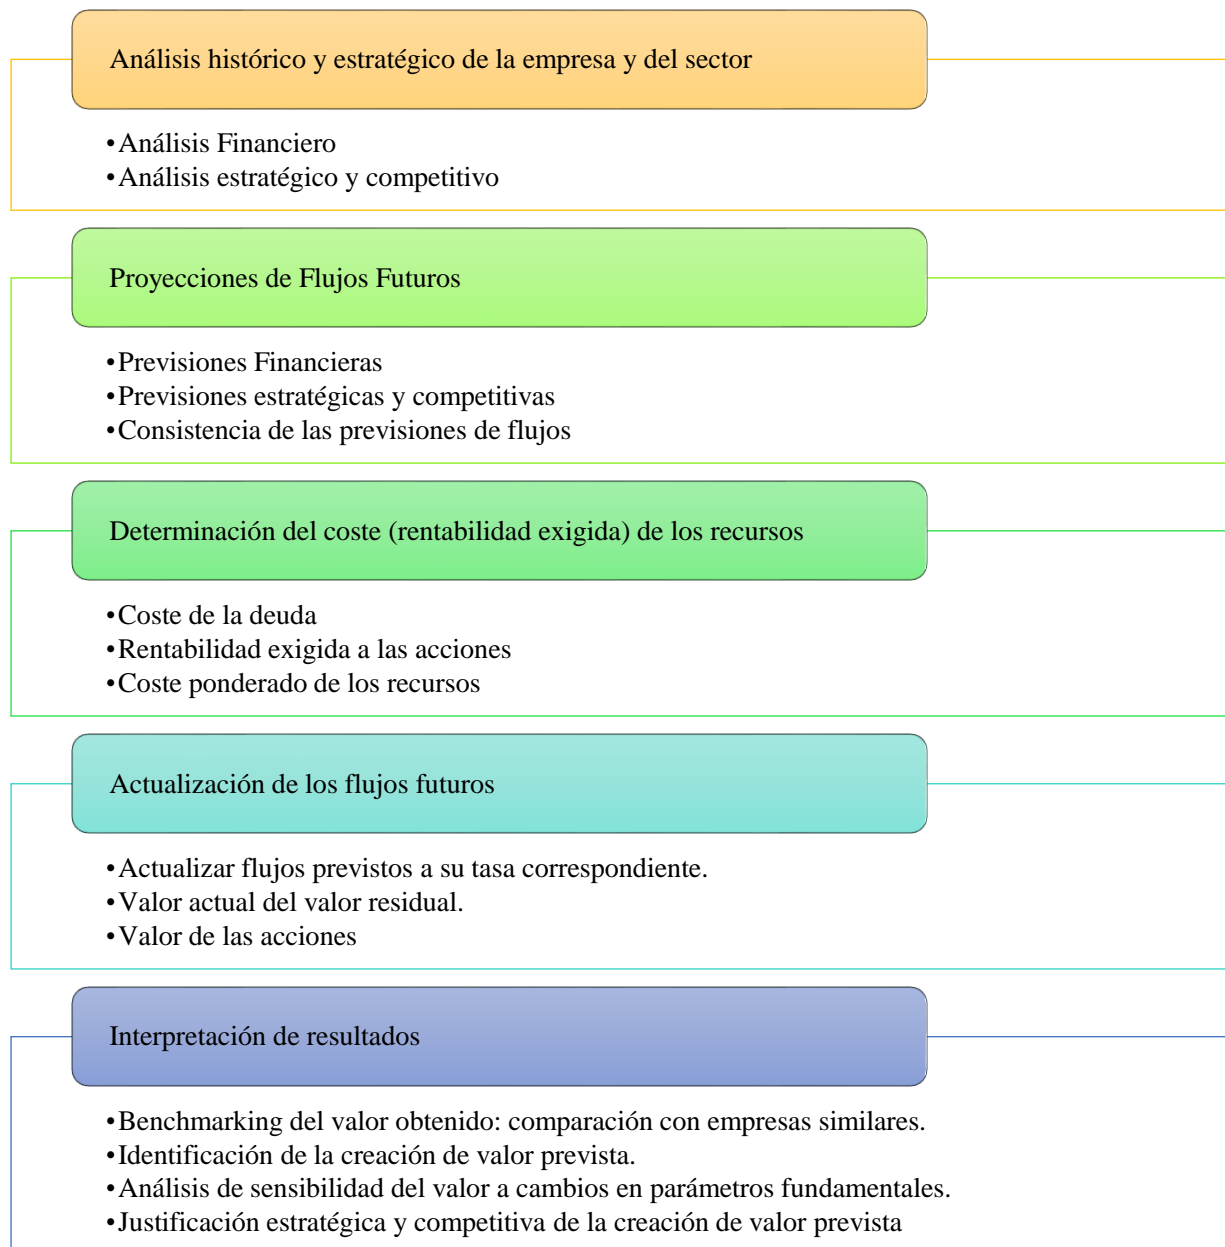 Análisis histórico y estratégico de la empresa y del sector
•Análisis Financiero
•Análisis estratégico y competitivo
Proyecciones de Flujos Futuros
•Previsiones Financieras
•Previsiones estratégicas y competitivas
•Consistencia de las previsiones de flujos
Determinación del coste (rentabilidad exigida) de los recursos
•Coste de la deuda
•Rentabilidad exigida a las acciones
•Coste ponderado de los recursos
Actualización de los flujos futuros
•Actualizar flujos previstos a su tasa correspondiente.
•Valor actual del valor residual.
•Valor de las acciones
Interpretación de resultados
•Benchmarking del valor obtenido: comparación con empresas similares.
•Identificación de la creación de valor prevista.
•Análisis de sensibilidad del valor a cambios en parámetros fundamentales.
•Justificación estratégica y competitiva de la creación de valor prevista